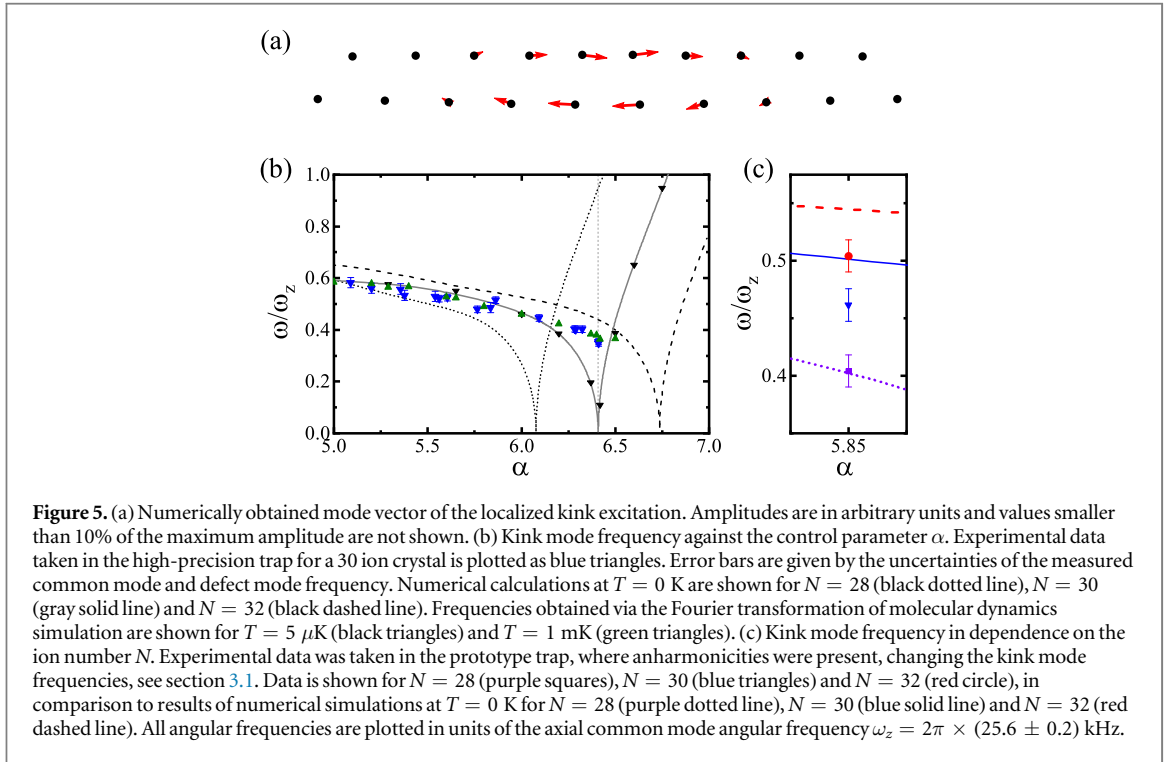 (a)
(b)
(c)
1.0
0.8
0.6
0.4
0.2
0.0
ω/ω_z
5.0 5.5 6.0 6.5 7.0
α
0.5
0.4
ω/ω_z
5.85
α
Figure 5. (a) Numerically obtained mode vector of the localized kink excitation. Amplitudes are in arbitrary units and values smaller
than 10% of the maximum amplitude are not shown. (b) Kink mode frequency against the control parameter α. Experimental data
taken in the high-precision trap for a 30 ion crystal is plotted as blue triangles. Error bars are given by the uncertainties of the measured
common mode and defect mode frequency. Numerical calculations at T = 0 K are shown for N = 28 (black dotted line), N = 30
(gray solid line) and N = 32 (black dashed line). Frequencies obtained via the Fourier transformation of molecular dynamics
simulation are shown for T = 5 μK (black triangles) and T = 1 mK (green triangles). (c) Kink mode frequency in dependence on the
ion number N. Experimental data was taken in the prototype trap, where anharmonicities were present, changing the kink mode
frequencies, see section 3.1. Data is shown for N = 28 (purple squares), N = 30 (blue triangles) and N = 32 (red circle), in
comparison to results of numerical simulations at T = 0 K for N = 28 (purple dotted line), N = 30 (blue solid line) and N = 32 (red
dashed line). All angular frequencies are plotted in units of the axial common mode angular frequency ω_z = 2π × (25.6 ± 0.2) kHz.